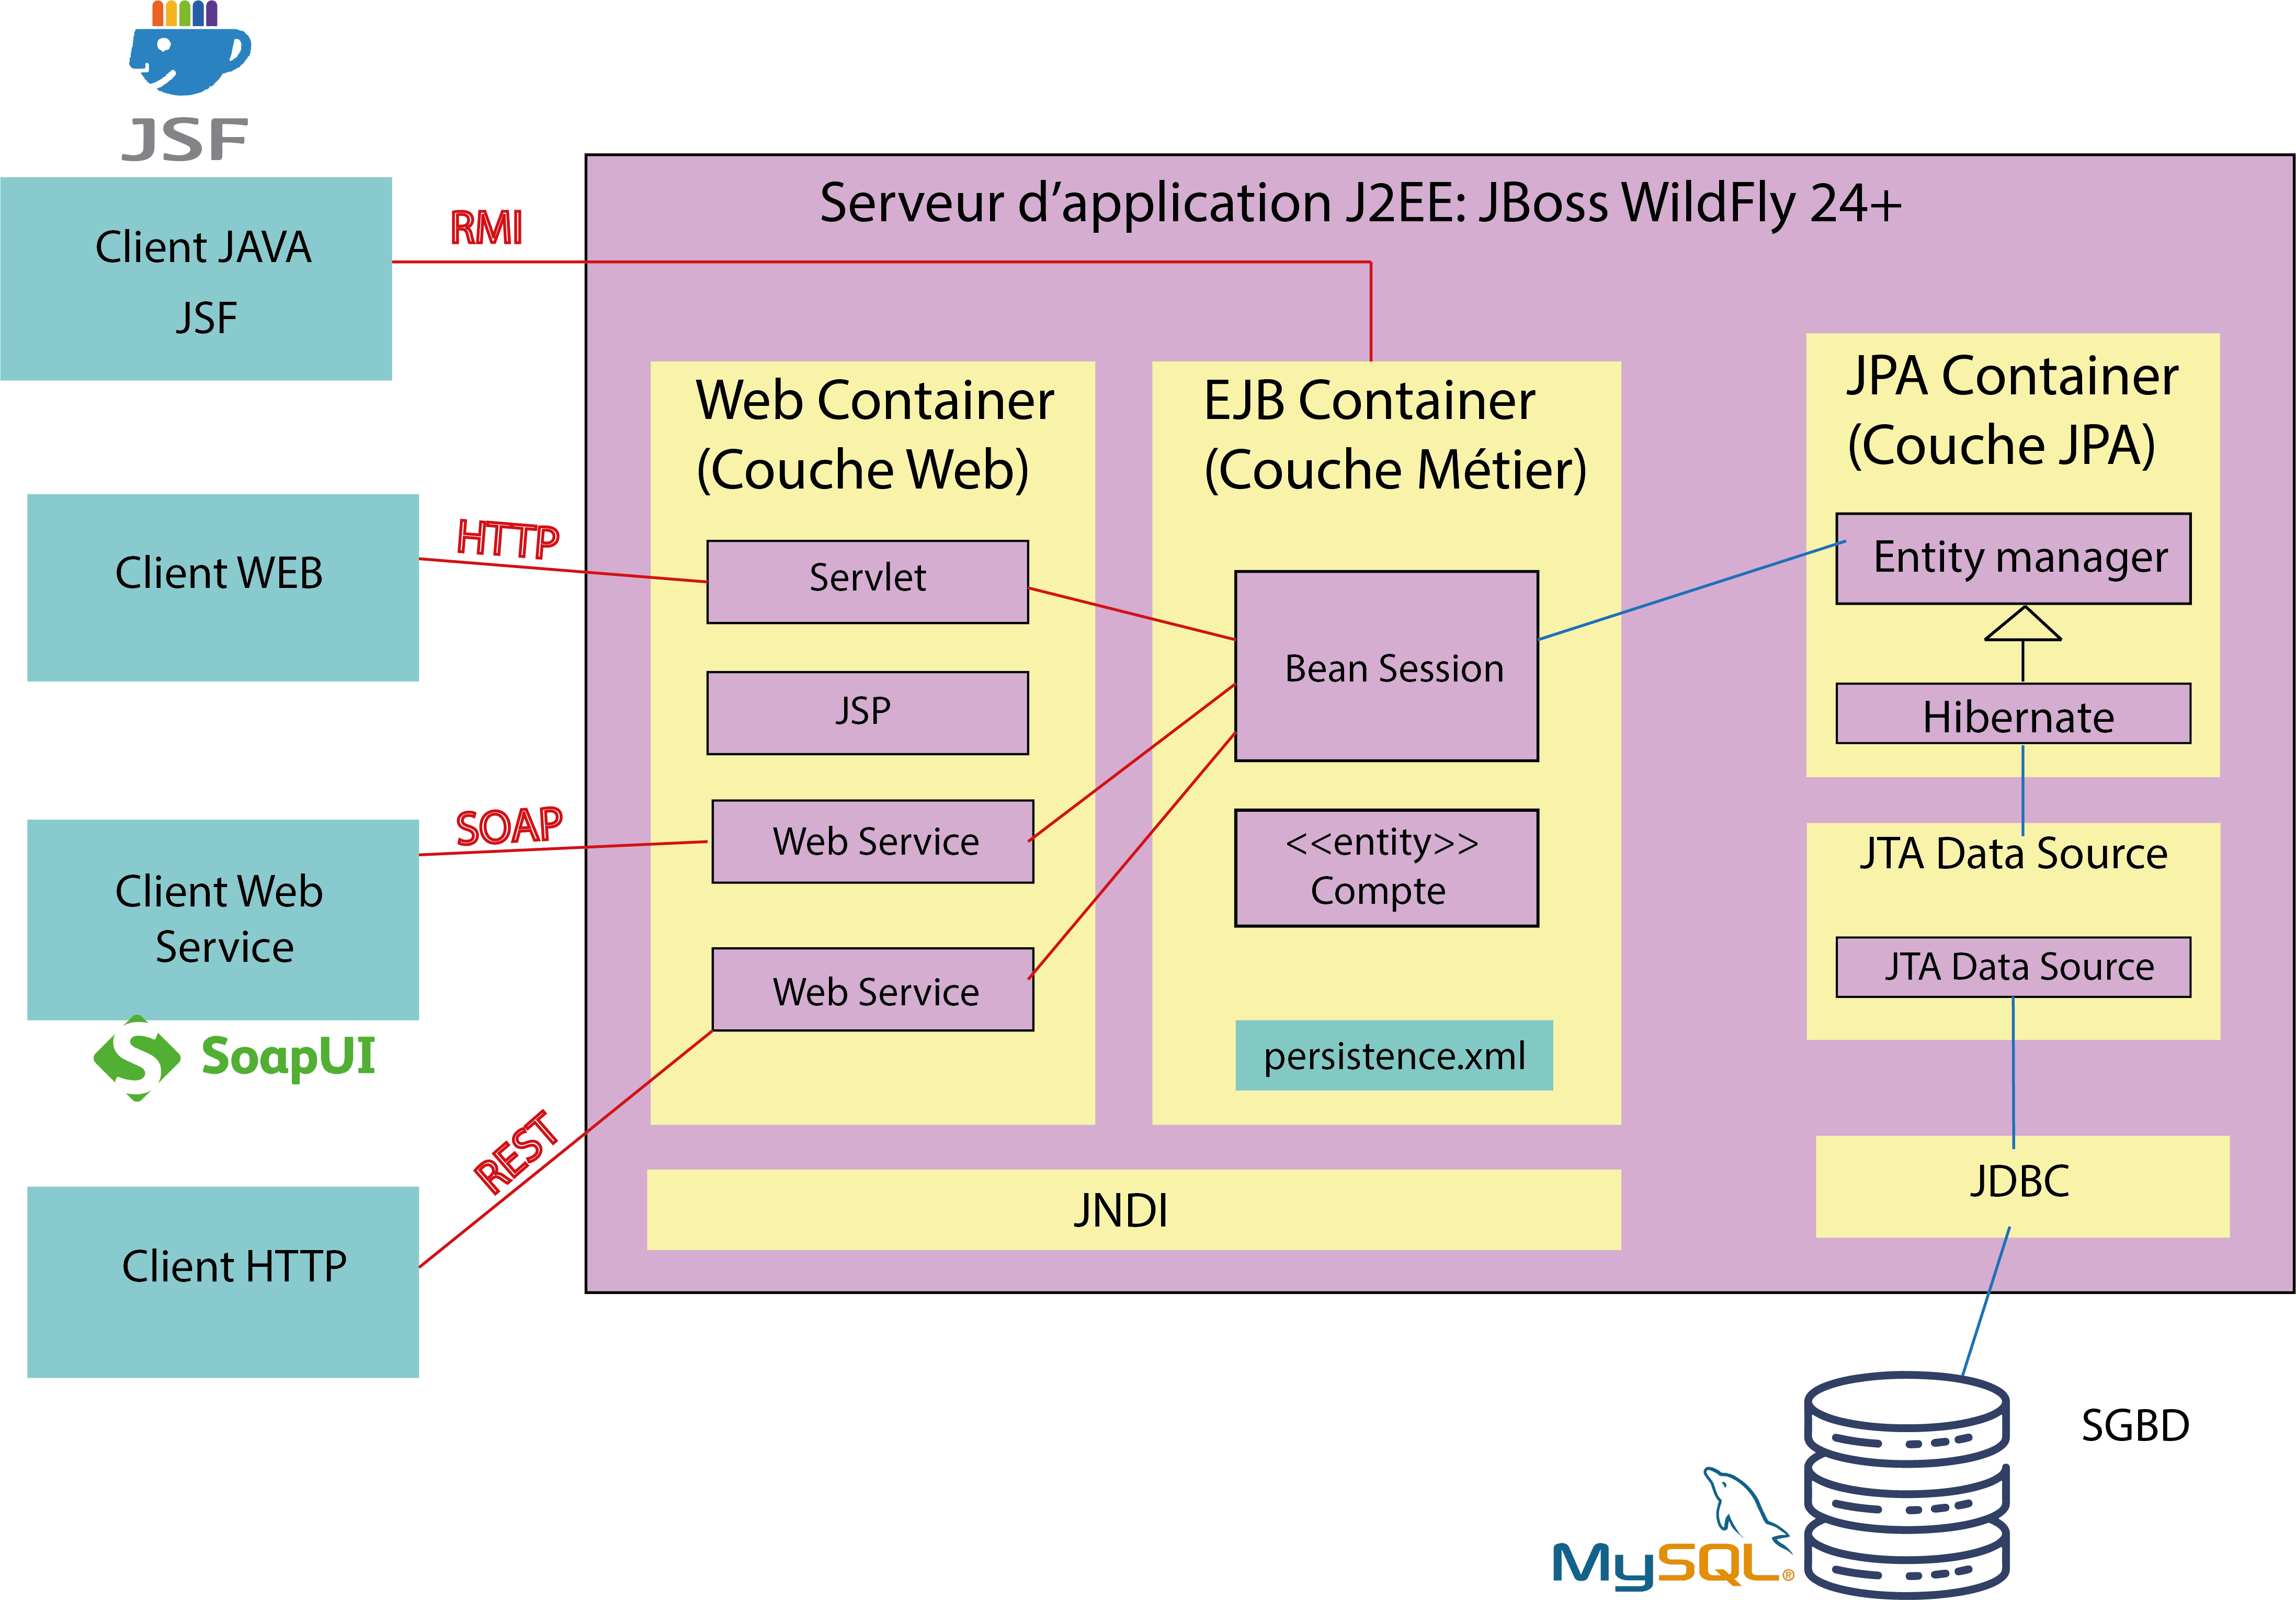 JSF
Client JAVA
JSF
RMI
Serveur d’application J2EE: JBoss WildFly 24+
Client WEB
HTTP
Client Web
Service
SOAP
SoapUI
Client HTTP
REST
Web Container
(Couche Web)
Servlet
JSP
Web Service
Web Service
EJB Container
(Couche Métier)
Bean Session
<<entity>>
Compte
persistence.xml
JNDI
JPA Container
(Couche JPA)
Entity manager
Hibernate
JTA Data Source
JTA Data Source
JDBC
SGBD
MySQL®